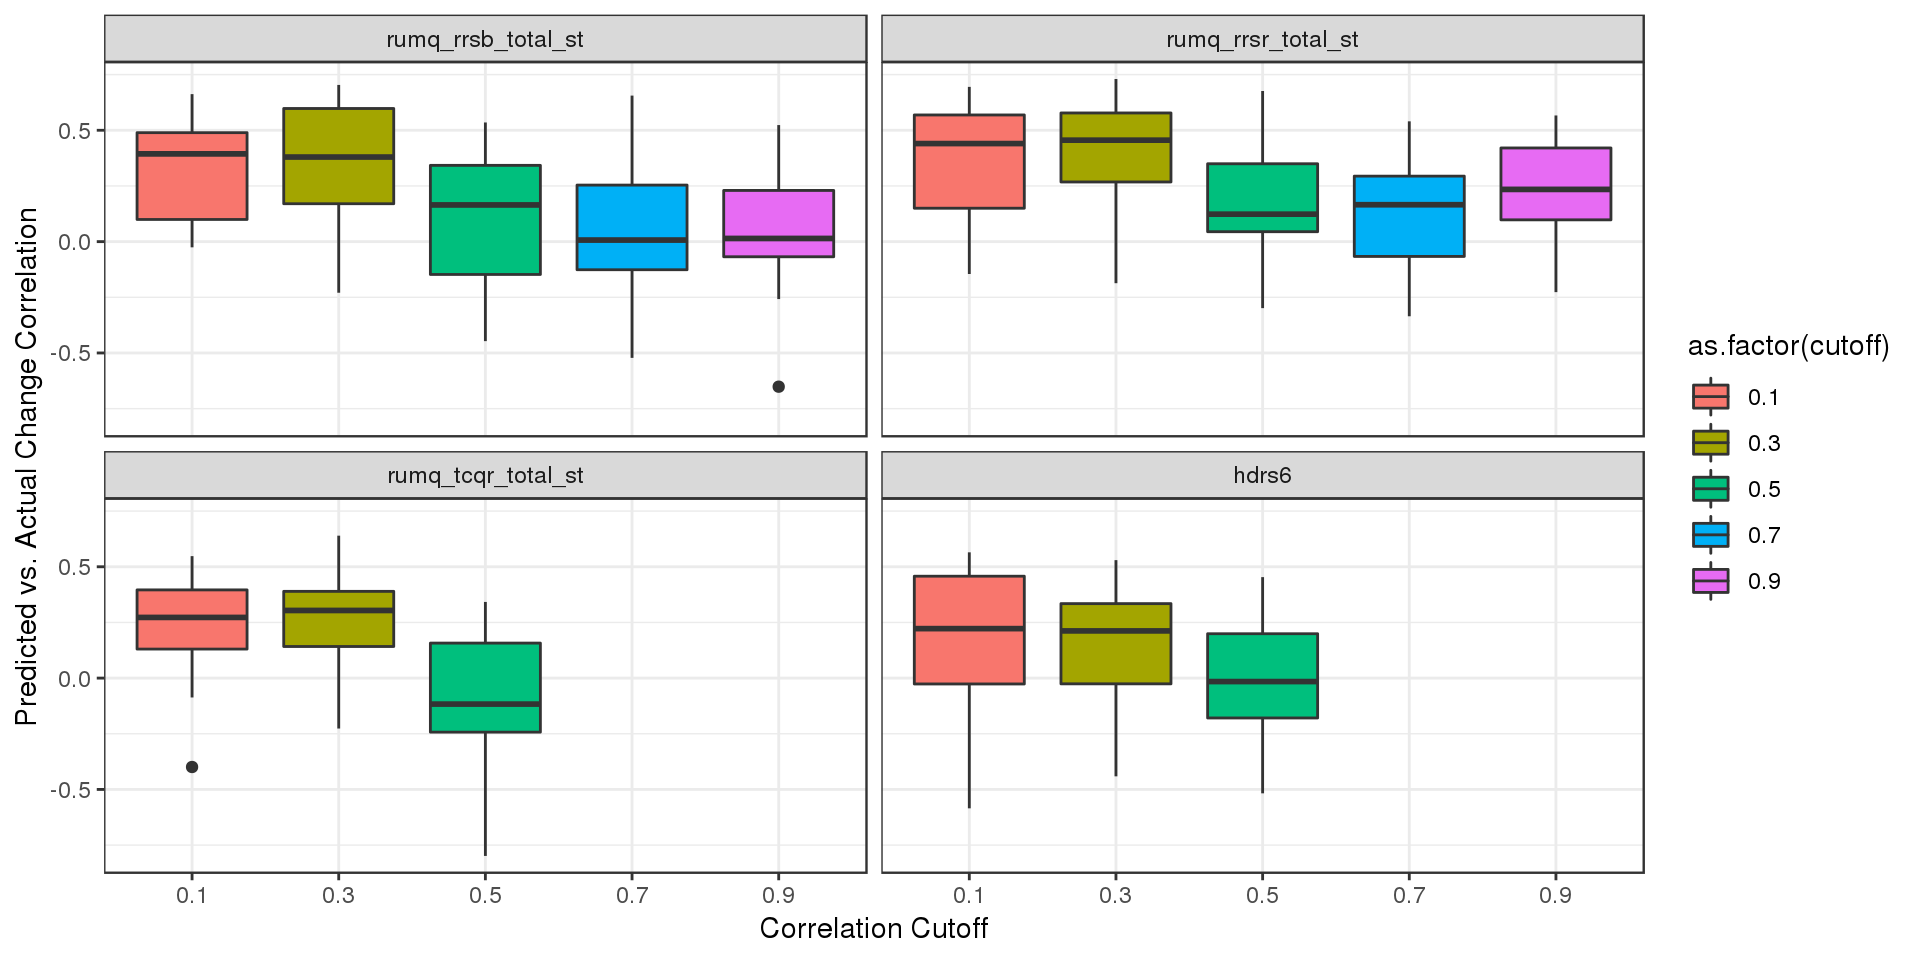 rumq_rrsb_total_st
rumq_rrsr_total_st
0.5
0.0
-0.5
rumq_tcqr_total_st
hdrs6
0.5
0.0
-0.5
0.1 0.3 0.5 0.7 0.9
0.1 0.3 0.5 0.7 0.9
Correlation Cutoff
Predicted vs. Actual Change Correlation
as.factor(cutoff)
0.1
0.3
0.5
0.7
0.9